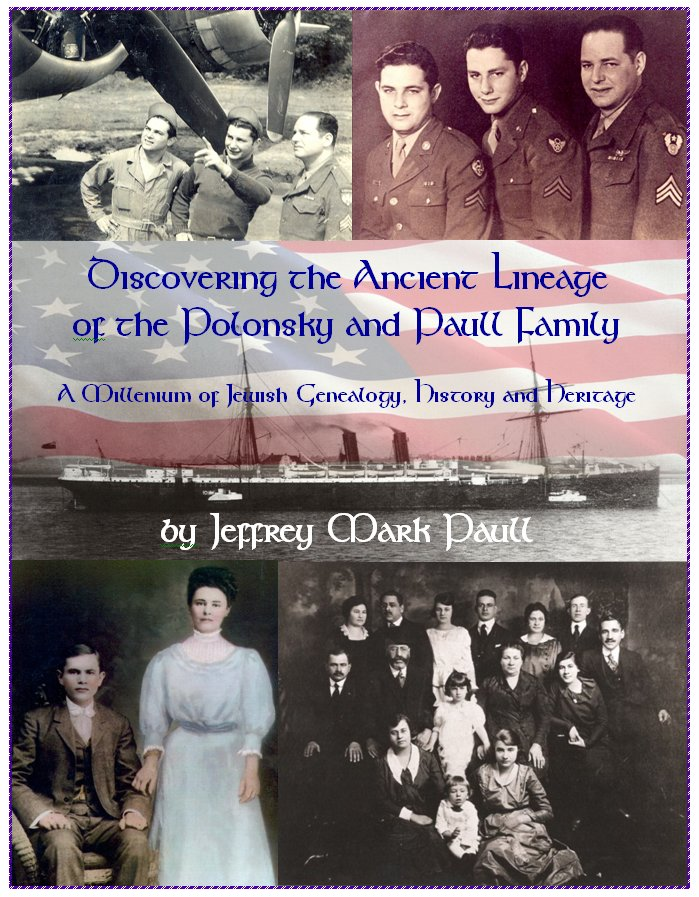 Discovering the Ancient Lineage
of the Polonsky and Paull Family
A Millenium of Jewish Genealogy, History and Heritage
by Jeffrey Mark Paull